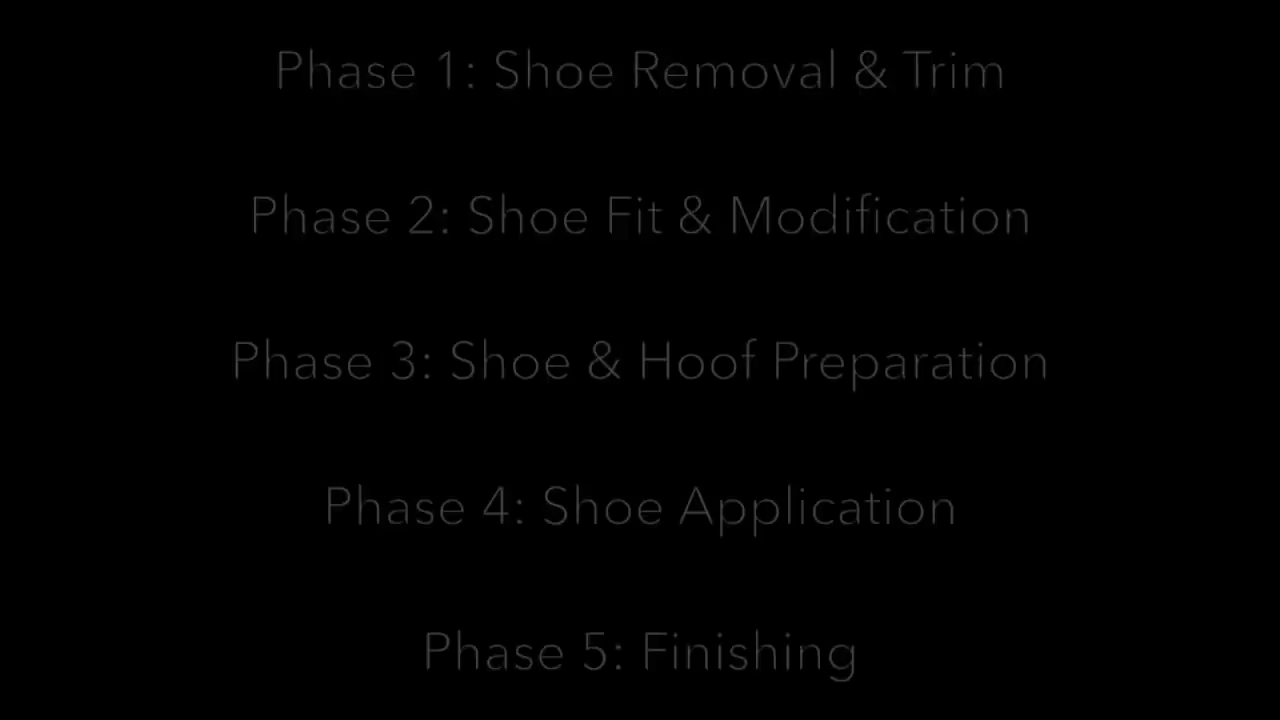 Phase 1: Shoe Removal & Trim
Phase 2: Shoe Fit & Modification
Phase 3: Shoe & Hoof Preparation
Phase 4: Shoe Application
Phase 5: Finishing